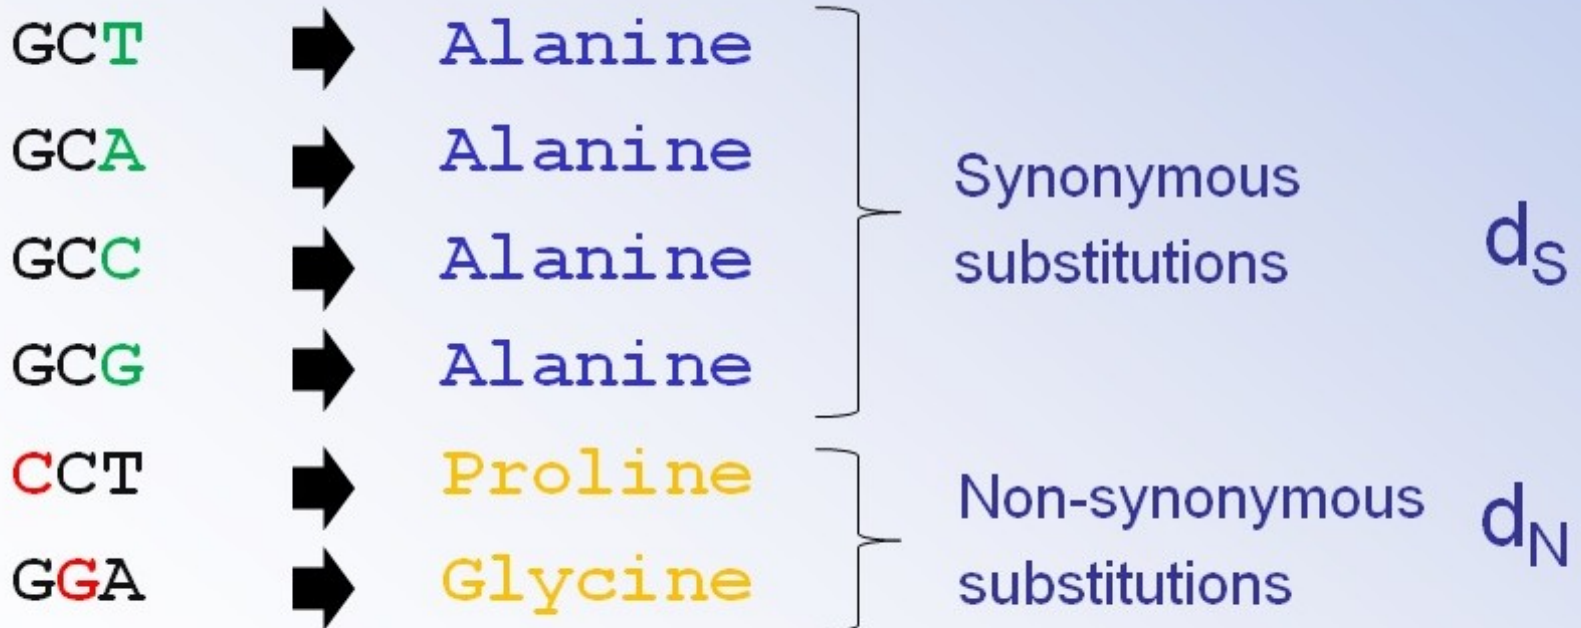 GCT Alanine
GCA Alanine
GCC Alanine
GCG Alanine
Synonymous
substitutions
dS
CCT Proline
GGA Glycine
Non-synonymous
substitutions
dN